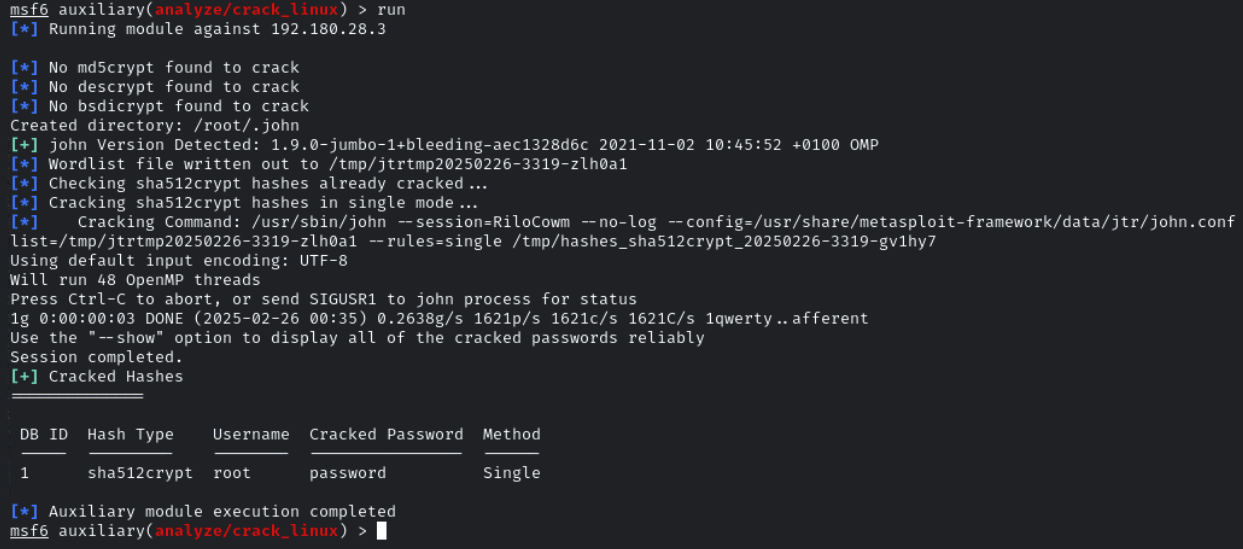 msf6 auxiliary(analyze/crack_linux) > run
[*] Running module against 192.180.28.3
[*] No md5crypt found to crack
[*] No descrypt found to crack
[*] No bsdicrypt found to crack
Created directory: /root/.john
[+] john Version Detected: 1.9.0-jumbo-1+bleeding-aec1328d6c 2021-11-02 10:45:52 +0100 OMP
[*] Wordlist file written out to /tmp/jtrtmp20250226-3319-zlh0a1
[*] Checking sha512crypt hashes already cracked...
[*] Cracking sha512crypt hashes in single mode...
[*]    Cracking Command: /usr/sbin/john --session=RiloCowm --no-log --config=/usr/share/metasploit-framework/data/jtr/john.conf
list=/tmp/jtrtmp20250226-3319-zlh0a1 --rules=single /tmp/hashes_sha512crypt_20250226-3319-gv1hy7
Using default input encoding: UTF-8
Will run 48 OpenMP threads
Press Ctrl-C to abort, or send SIGUSR1 to john process for status
1g 0:00:00:03 DONE (2025-02-26 00:35) 0.2638g/s 1621p/s 1621c/s 1621C/s 1qwerty..afferent
Use the "--show" option to display all of the cracked passwords reliably
Session completed.
[+] Cracked Hashes
==============
DB ID  Hash Type    Username  Cracked Password  Method
-----  ---------    --------  ----------------  ------
1      sha512crypt  root      password          Single
[*] Auxiliary module execution completed
msf6 auxiliary(analyze/crack_linux) >